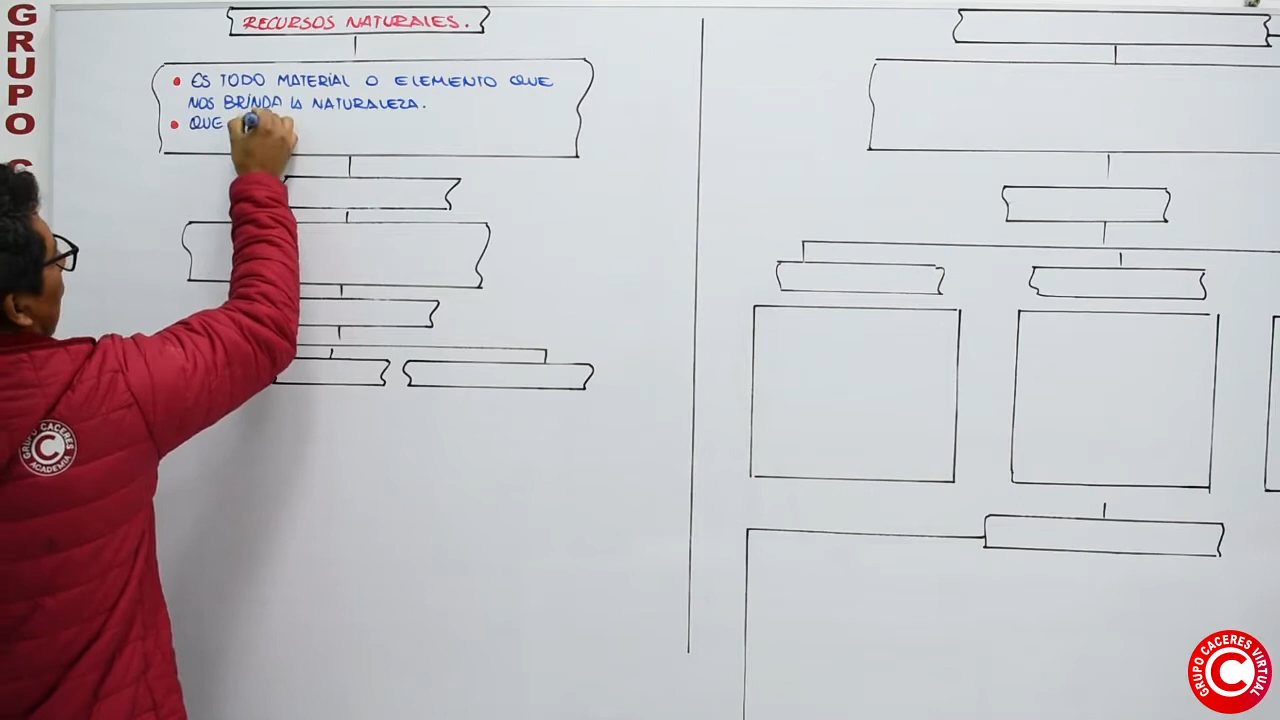 GRUPO C
RECURSOS NATURALES.
• ES TODO MATERIAL O ELEMENTO QUE
NOS BRINDA LA NATURALEZA.
• QUE
GRUPO CACERES
ACADEMIA
C
GRUPO CACERES VIRTUAL
C